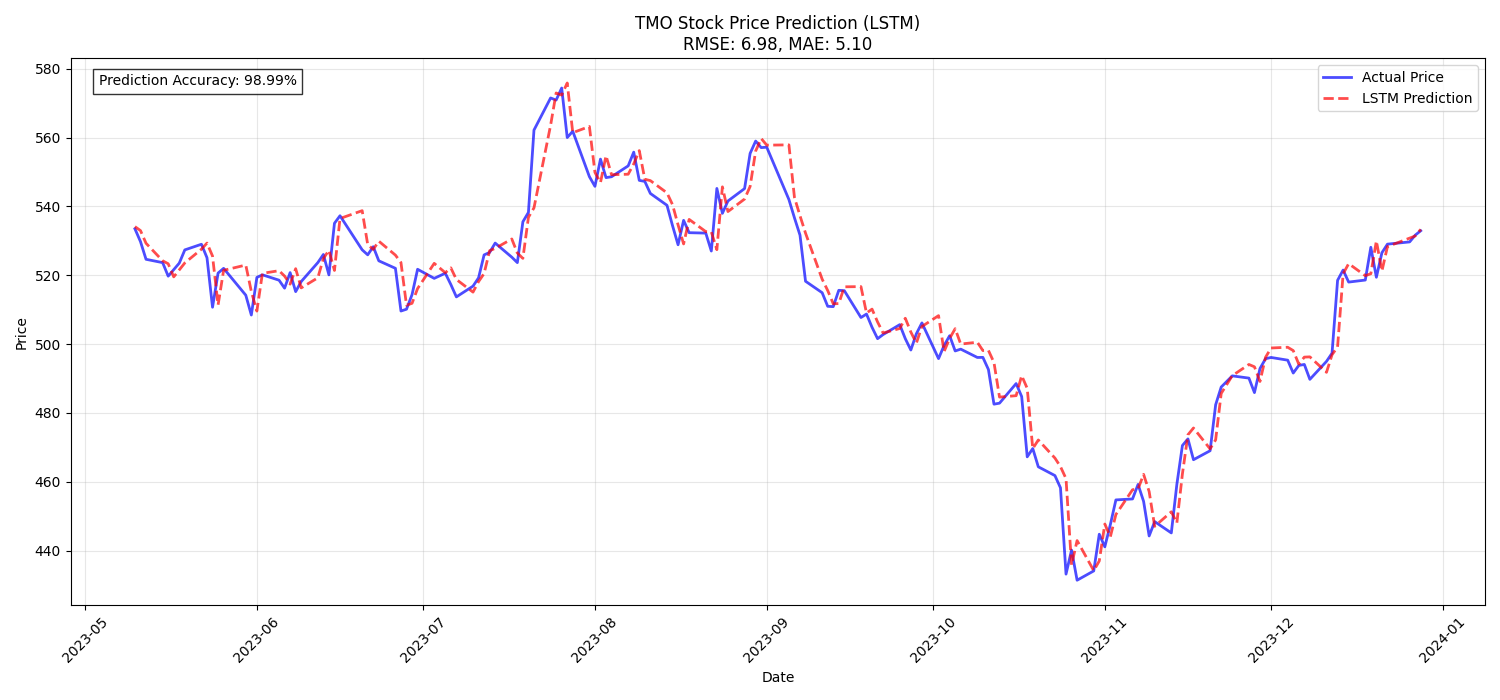 TMO Stock Price Prediction (LSTM)
RMSE: 6.98, MAE: 5.10
Prediction Accuracy: 98.99%
Actual Price
LSTM Prediction
Price
580
560
540
520
500
480
460
440
2023-05
2023-06
2023-07
2023-08
2023-09
2023-10
2023-11
2023-12
2024-01
Date